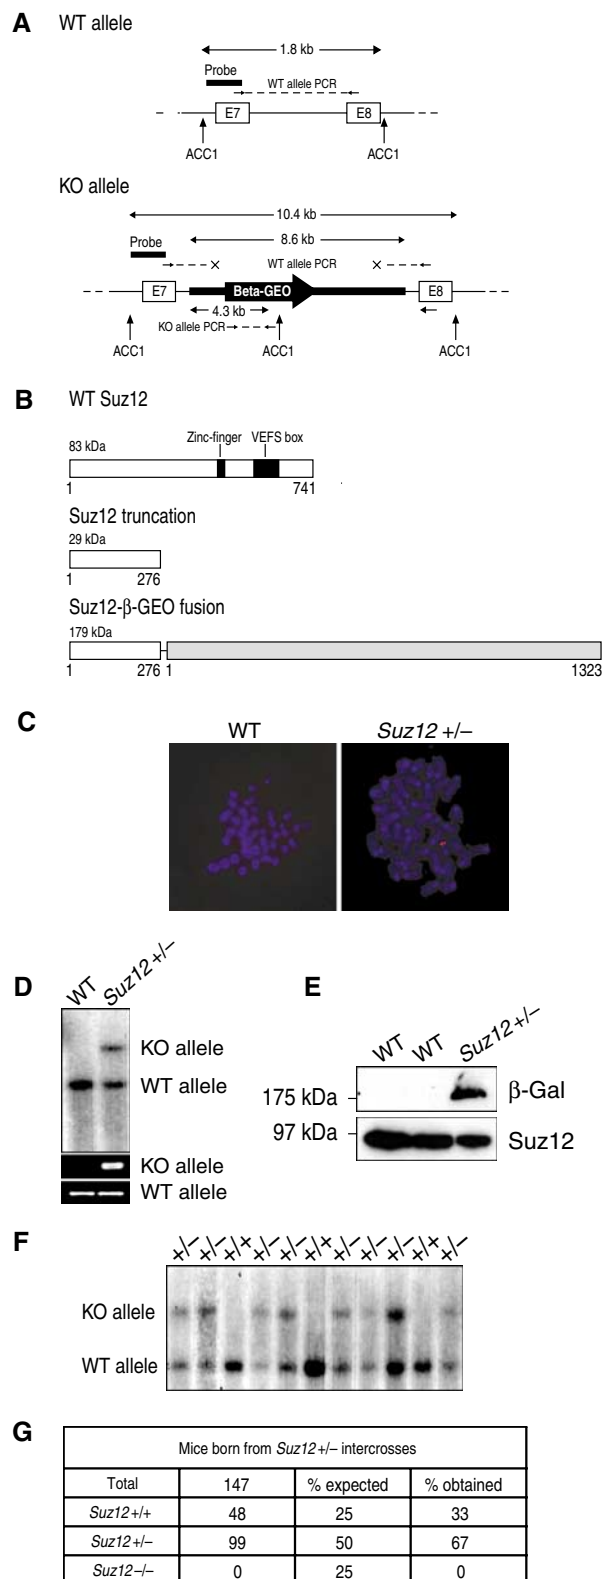 A WT allele
1.8 kb
Probe
WT allele PCR
E7 E8
ACC1 ACC1
KO allele
10.4 kb
Probe 8.6 kb
WT allele PCR
E7 Beta-GEO E8
4.3 kb
KO allele PCR
ACC1 ACC1 ACC1
B WT Suz12
Zinc-finger VEFS box
83 kDa
1 741
Suz12 truncation
29 kDa
1 276
Suz12-β-GEO fusion
179 kDa
1 276 1 1323
C
WT Suz12 +/–
D
WT Suz12 +/–
KO allele
WT allele
KO allele
WT allele
E
WT WT Suz12 +/–
175 kDa β-Gal
97 kDa Suz12
F
+/– +/– +/+ +/– +/– +/+ +/– +/– +/– +/+ +/–
KO allele
WT allele
G
Mice born from Suz12 +/– intercrosses
Total 147 % expected % obtained
Suz12 +/+ 48 25 33
Suz12 +/– 99 50 67
Suz12 –/– 0 25 0